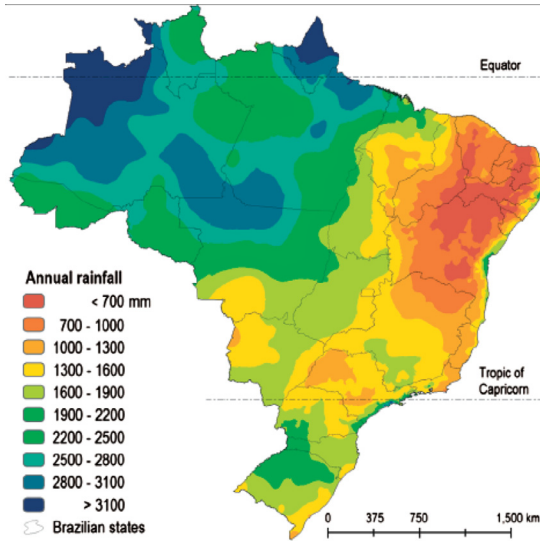 Equator
Annual rainfall
< 700 mm
700 - 1000
1000 - 1300
1300 - 1600
1600 - 1900
1900 - 2200
2200 - 2500
2500 - 2800
2800 - 3100
> 3100
Brazilian states
Tropic of
Capricorn
0 375 750 1,500 km